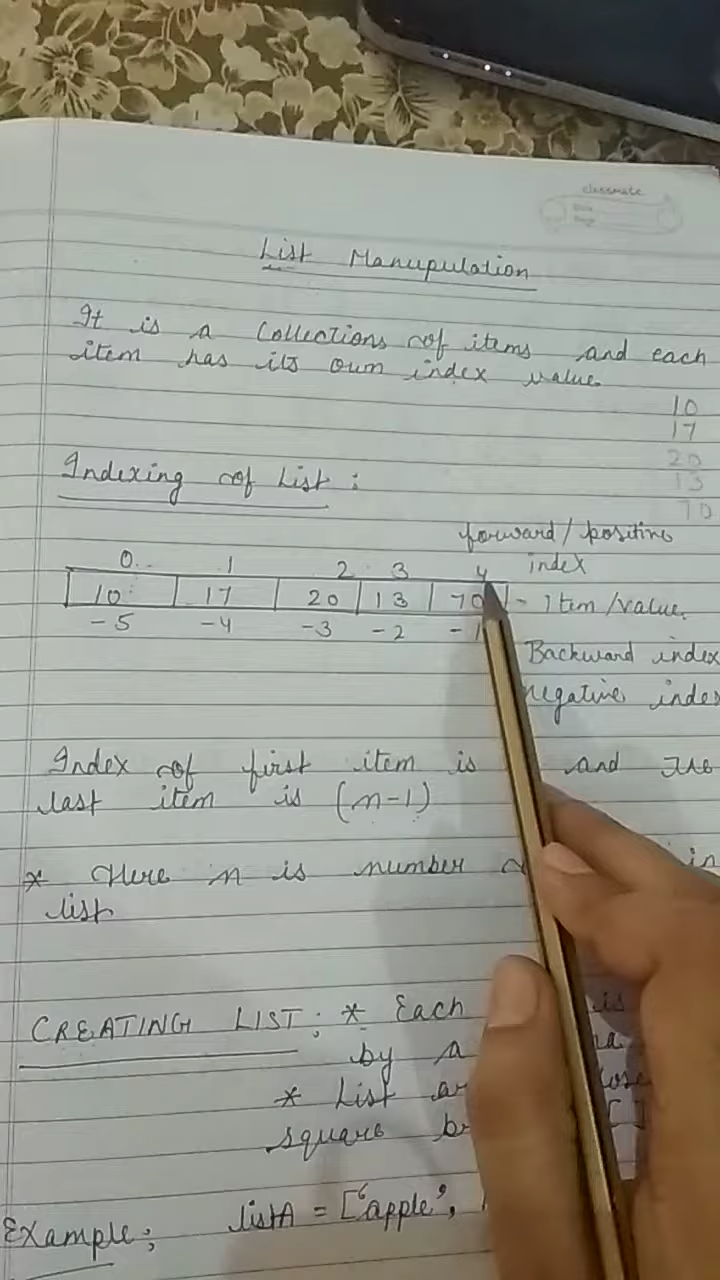 classmate
List Manupulation
It is a Collections of items and each
item has its own index value
10
17
20
13
70
Indexing of List :
forward/positive
0 1 2 3 4 index
10 17 20 13 70 - Item/value
-5 -4 -3 -2 -1
Backward index
negative index
Index of first item is and the
last item is (n-1)
* Here n is number in
list
CREATING LIST : * Each is
by a
* List
square
Example : listA = ['apple',